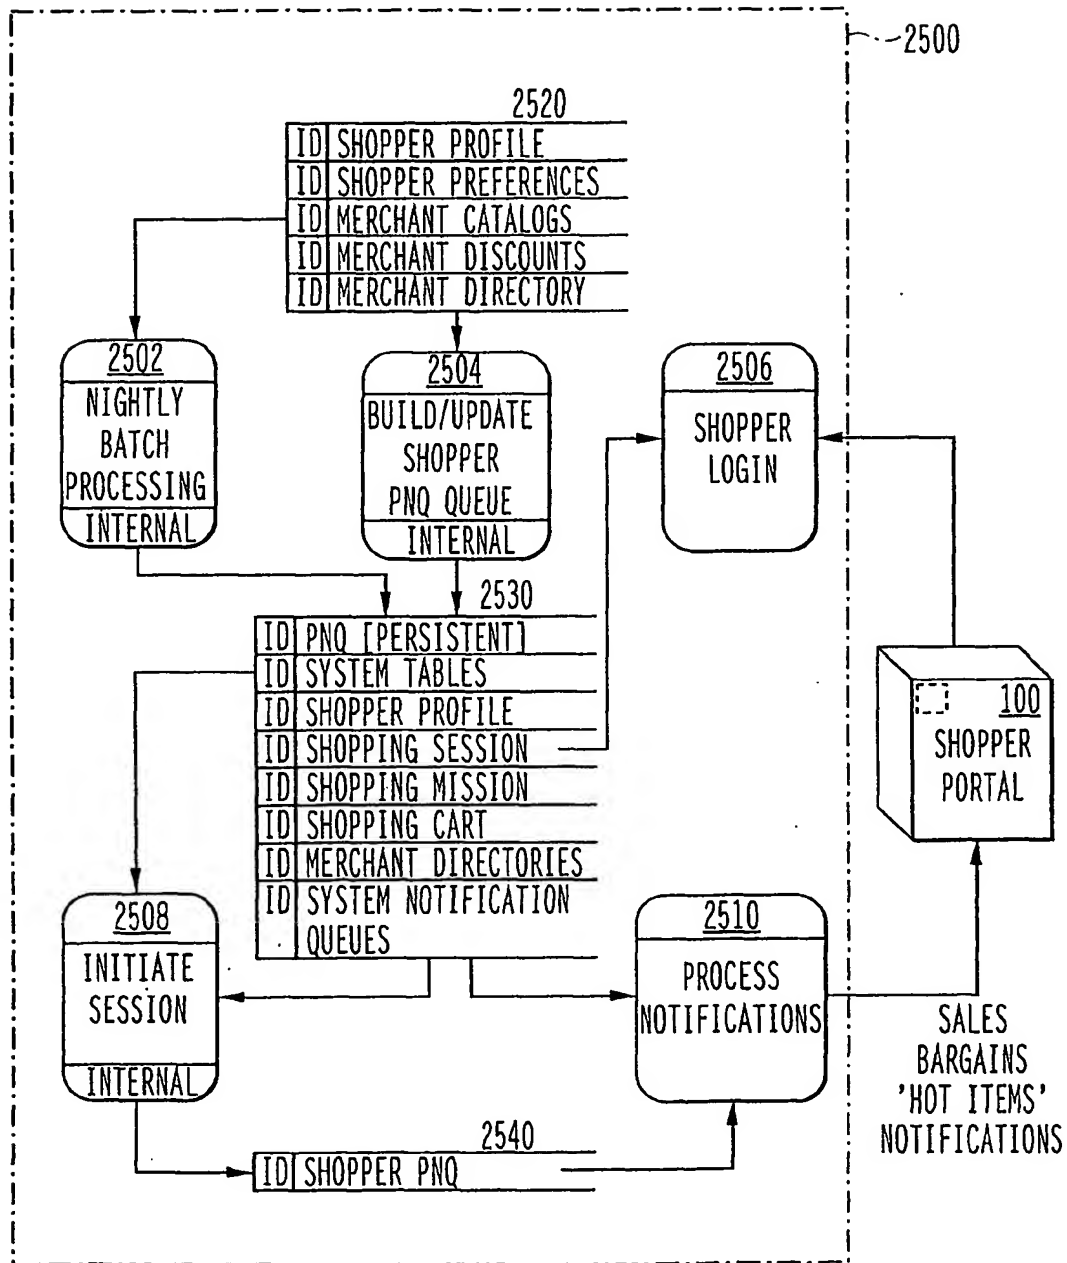 2500
2520
ID SHOPPER PROFILE
ID SHOPPER PREFERENCES
ID MERCHANT CATALOGS
ID MERCHANT DISCOUNTS
ID MERCHANT DIRECTORY
2502
NIGHTLY
BATCH
PROCESSING
INTERNAL
2504
BUILD/UPDATE
SHOPPER
PNQ QUEUE
INTERNAL
2506
SHOPPER
LOGIN
2530
ID PNQ [PERSISTENT]
ID SYSTEM TABLES
ID SHOPPER PROFILE
ID SHOPPING SESSION
ID SHOPPING MISSION
ID SHOPPING CART
ID MERCHANT DIRECTORIES
ID SYSTEM NOTIFICATION
QUEUES
100
SHOPPER
PORTAL
2508
INITIATE
SESSION
INTERNAL
2510
PROCESS
NOTIFICATIONS
SALES
BARGAINS
'HOT ITEMS'
NOTIFICATIONS
2540
ID SHOPPER PNQ